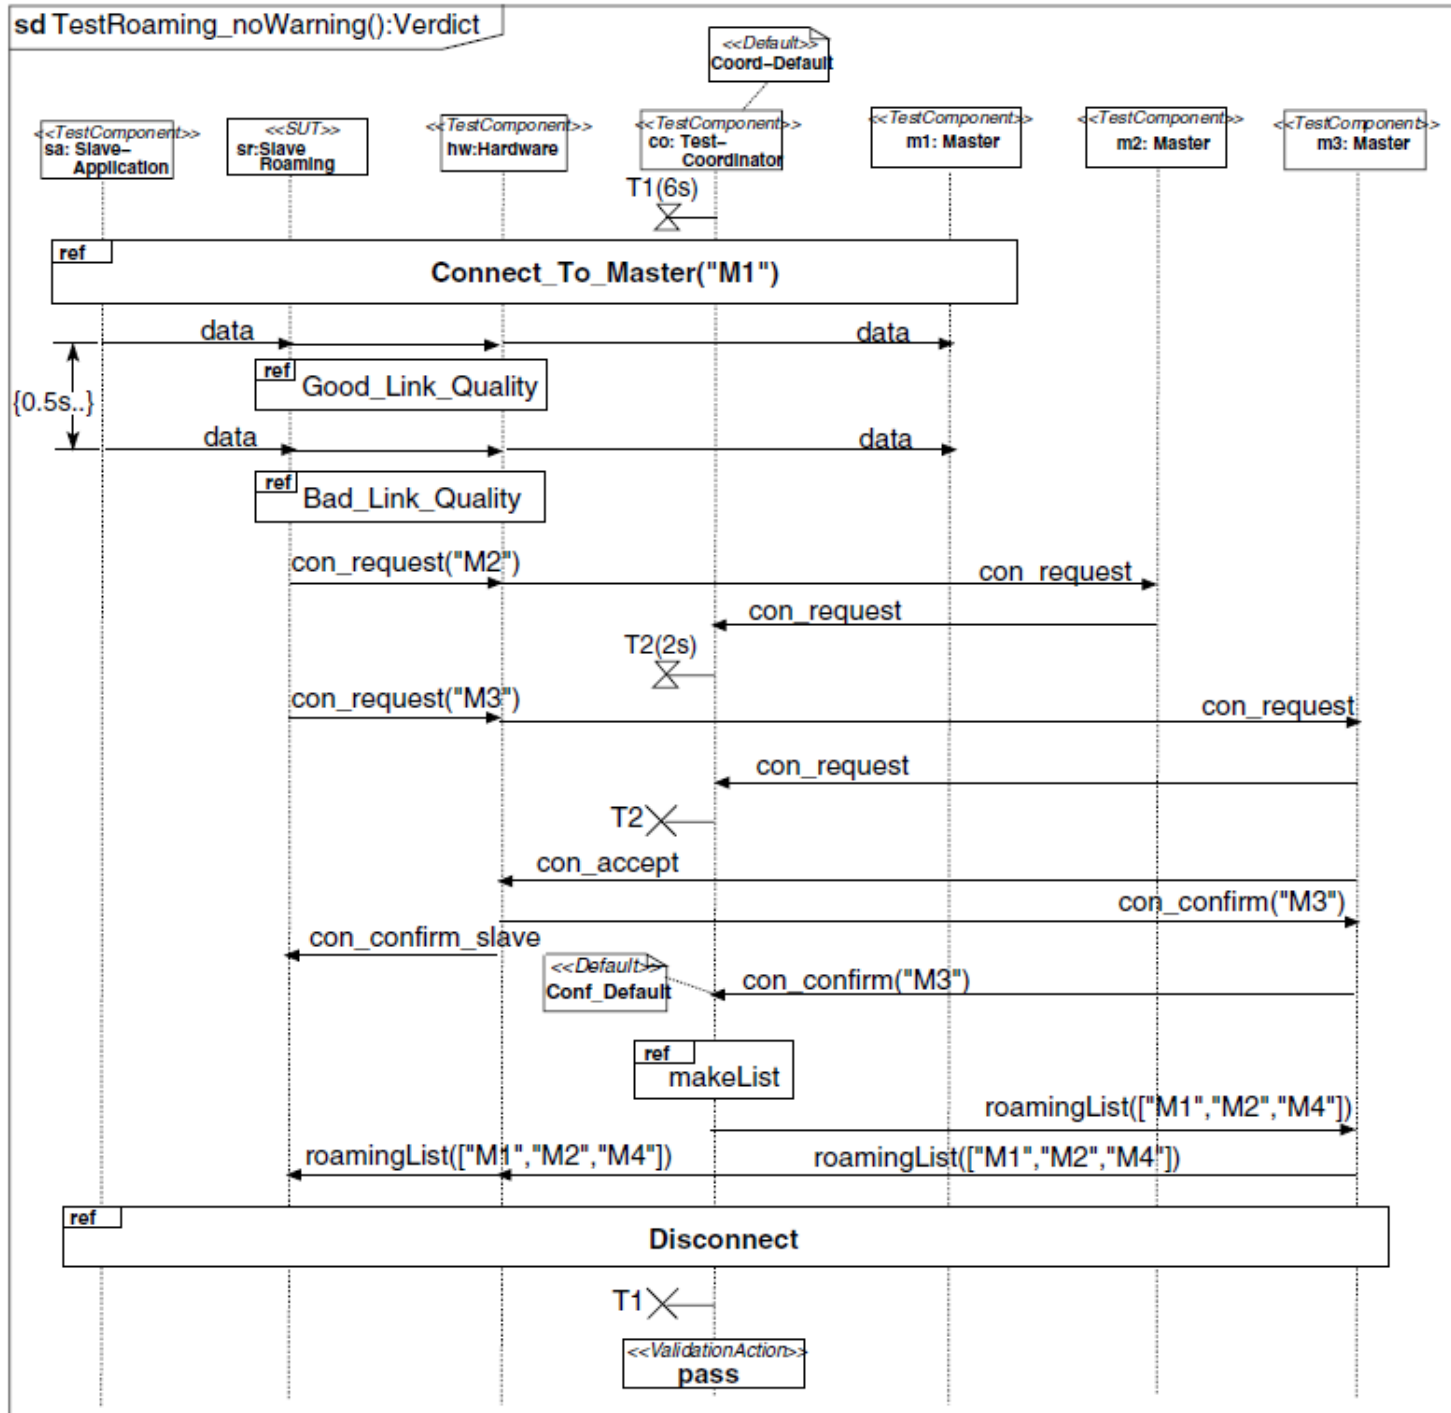 sd TestRoaming_noWarning():Verdict
<<Default>>
Coord-Default
<<TestComponent>>
sa: Slave-
Application
<<SUT>>
sr:Slave
Roaming
<<TestComponent>>
hw:Hardware
<<TestComponent>>
co: Test-
Coordinator
<<TestComponent>>
m1: Master
<<TestComponent>>
m2: Master
<<TestComponent>>
m3: Master
T1(6s)
ref
Connect_To_Master("M1")
data
data
ref
Good_Link_Quality
{0.5s..}
data
data
ref
Bad_Link_Quality
con_request("M2")
con_request
con_request
T2(2s)
con_request("M3")
con_request
con_request
T2
con_accept
con_confirm("M3")
con_confirm_slave
<<Default>>
Conf_Default
con_confirm("M3")
ref
makeList
roamingList(["M1","M2","M4"])
roamingList(["M1","M2","M4"])
roamingList(["M1","M2","M4"])
ref
Disconnect
T1
<<ValidationAction>>
pass